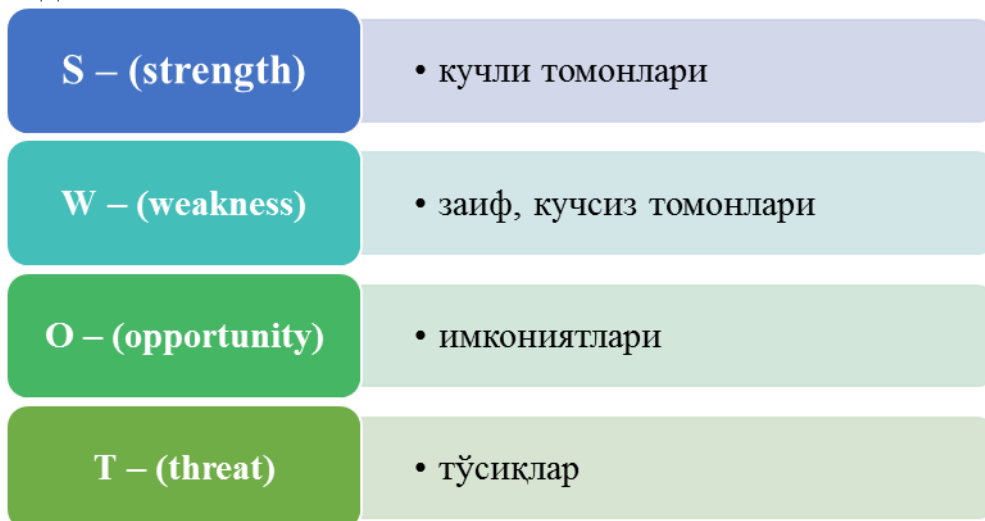 S – (strength)
• кучли томонлари
W – (weakness)
• заиф, кучсиз томонлари
O – (opportunity)
• имкониятлари
T – (threat)
• тўсиқлар